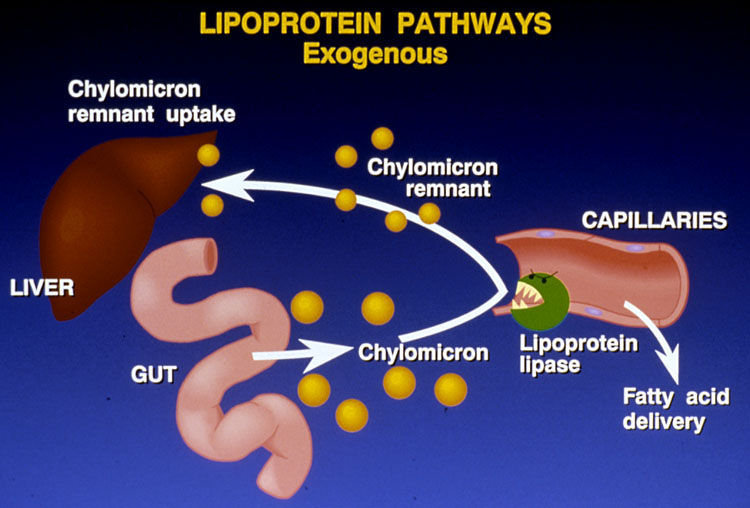 LIPOPROTEIN PATHWAYS
Exogenous
Chylomicron
remnant uptake
Chylomicron
remnant
CAPILLARIES
LIVER
GUT
Chylomicron
Lipoprotein
lipase
Fatty acid
delivery